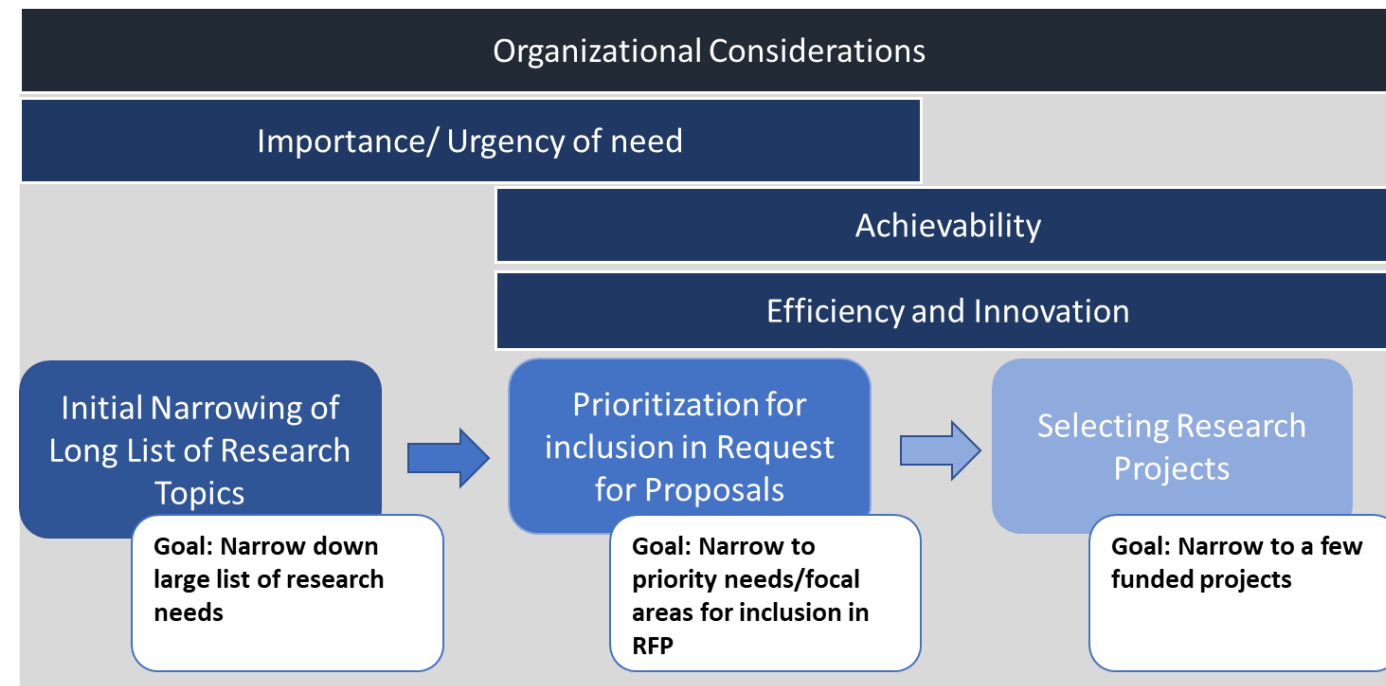 Organizational Considerations
Importance/ Urgency of need
Achievability
Efficiency and Innovation
Initial Narrowing of
Long List of Research
Topics
Goal: Narrow down
large list of research
needs
Prioritization for
inclusion in Request
for Proposals
Goal: Narrow to
priority needs/focal
areas for inclusion in
RFP
Selecting Research
Projects
Goal: Narrow to a few
funded projects